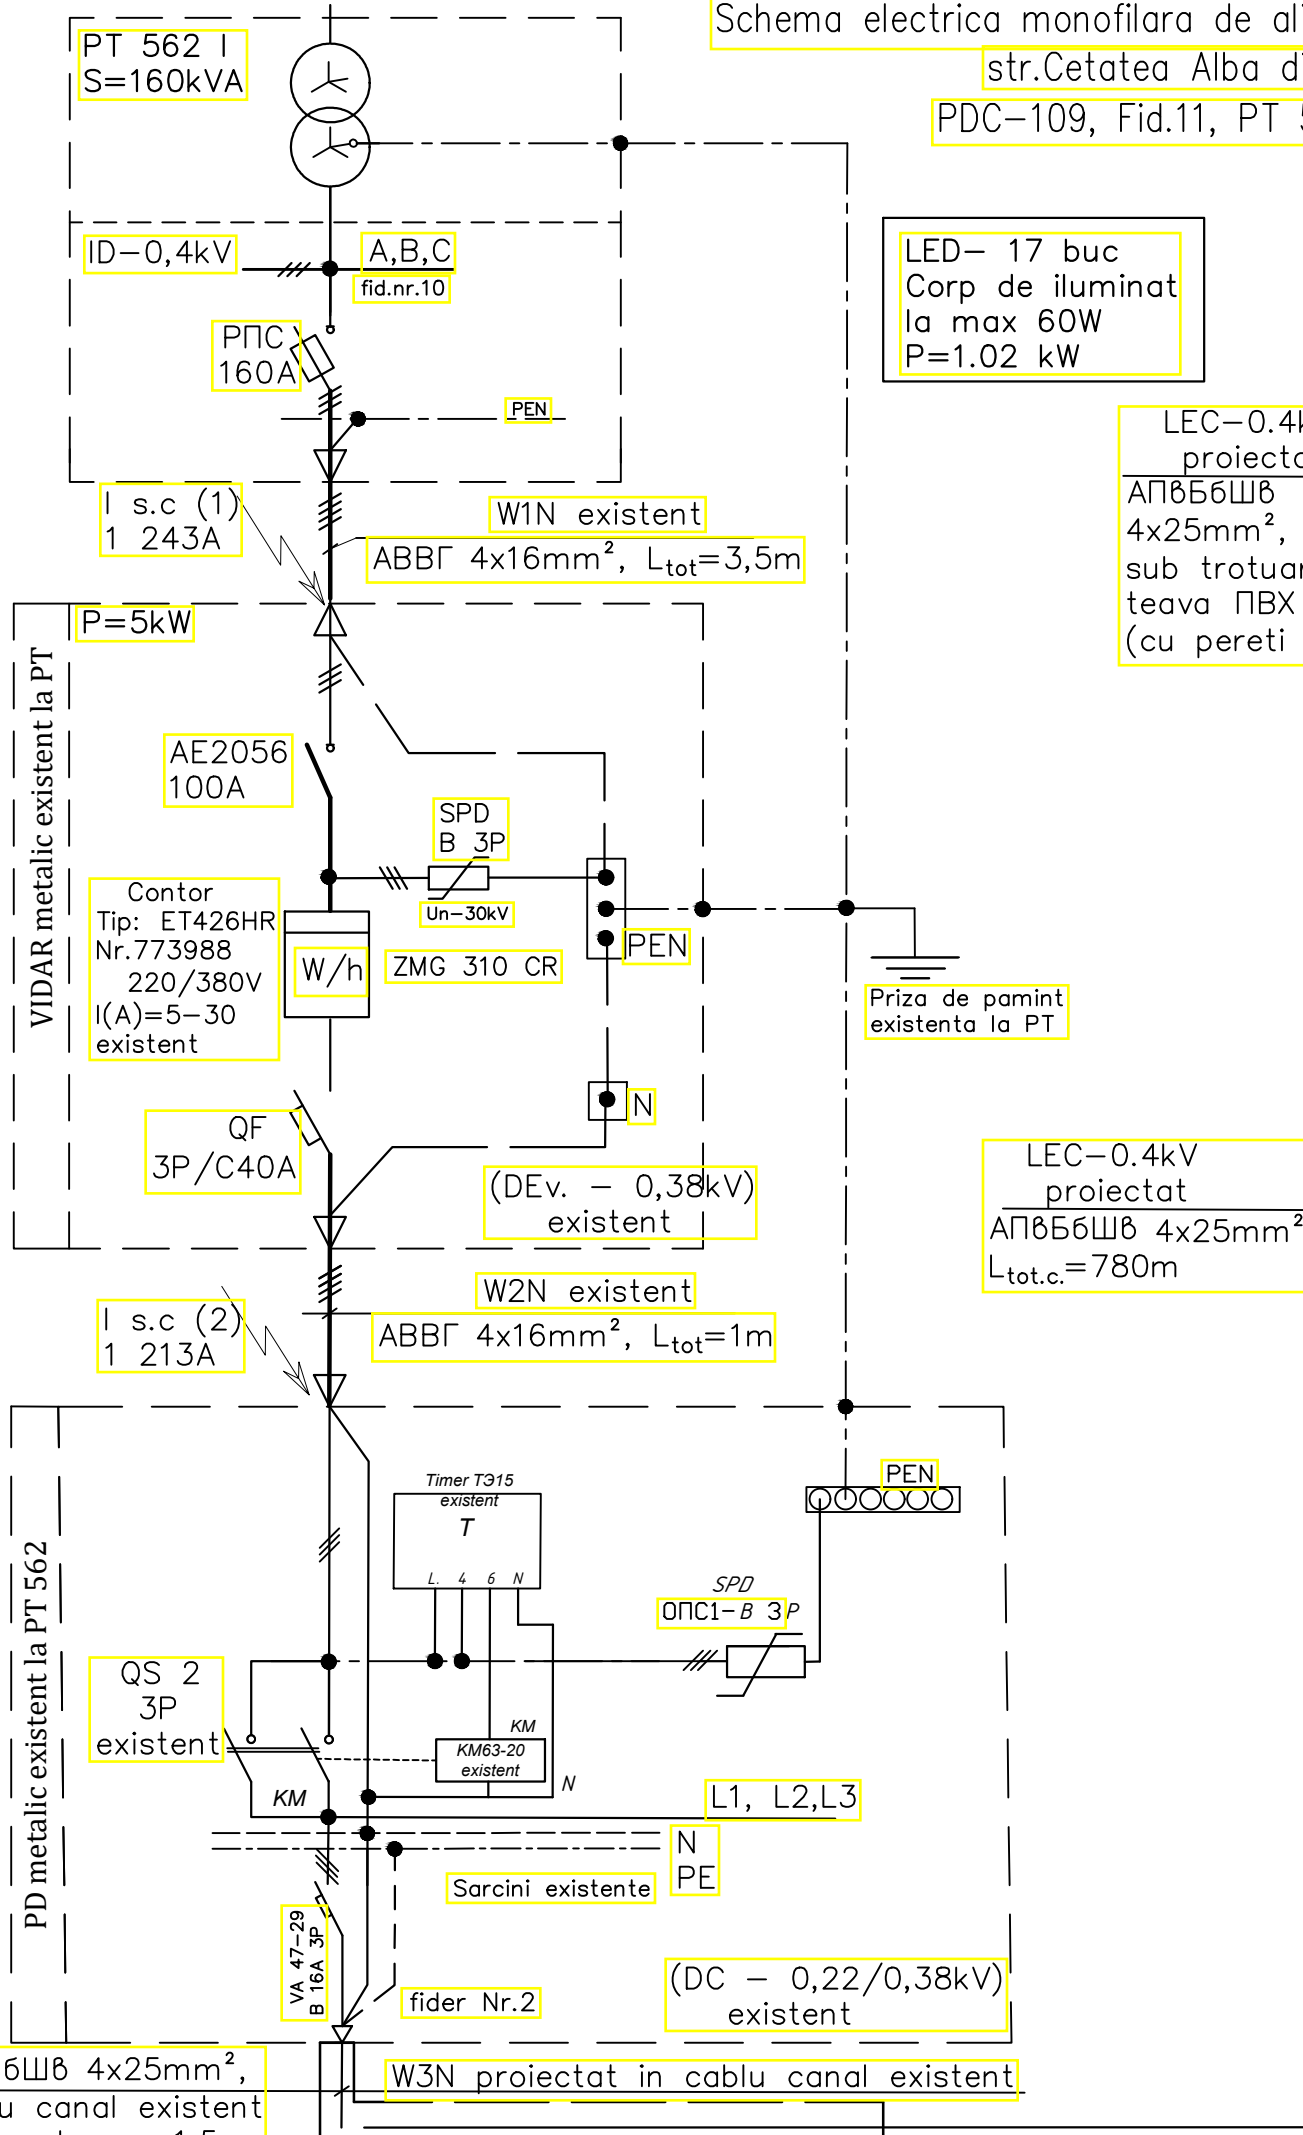 Schema electrica monofilara de al
str.Cetatea Alba d
PDC-109, Fid.11, PT
PT 562 I
S=160kVA
ID-0,4kV
A,B,C
fid.nr.10
LED- 17 buc
Corp de iluminat
la max 60W
P=1.02 kW
РПС
160A
PEN
LEC-0.4k
proiecta
АПвБбШв
4x25mm²,
sub trotuar
teava ПВХ
(cu pereti
I s.c (1)
1 243A
W1N existent
АВВГ 4x16mm², Ltot=3,5m
P=5kW
VIDAR metalic existent la PT
AE2056
100A
SPD
B 3P
Un-30kV
Contor
Tip: ET426HR
Nr.773988
220/380V
I(A)=5-30
existent
W/h
ZMG 310 CR
PEN
Priza de pamint
existenta la PT
N
QF
3P/C40A
(DEv. - 0,38kV)
existent
LEC-0.4kV
proiectat
АПвБбШв 4x25mm²
Ltot.c.=780m
W2N existent
АВВГ 4x16mm², Ltot=1m
I s.c (2)
1 213A
PD metalic existent la PT 562
Timer ТЭ15
existent
T
L. 4 6 N
PEN
SPD
ОПС1-В 3P
QS 2
3P
existent
KM
KM63-20
existent
KM
N
L1, L2,L3
N
PE
Sarcini existente
VA 47-29
B 16A 3P
fider Nr.2
(DC - 0,22/0,38kV)
existent
бШв 4x25mm²,
u canal existent
W3N proiectat in cablu canal existent